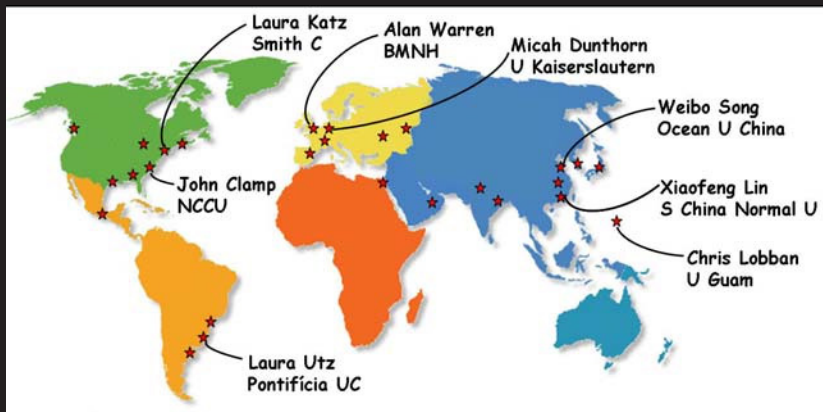 Laura Katz
Smith C
Alan Warren
BMNH
Micah Dunthorn
U Kaiserslautern
Weibo Song
Ocean U China
John Clamp
NCCU
Xiaofeng Lin
S China Normal U
Chris Lobban
U Guam
Laura Utz
Pontifícia UC